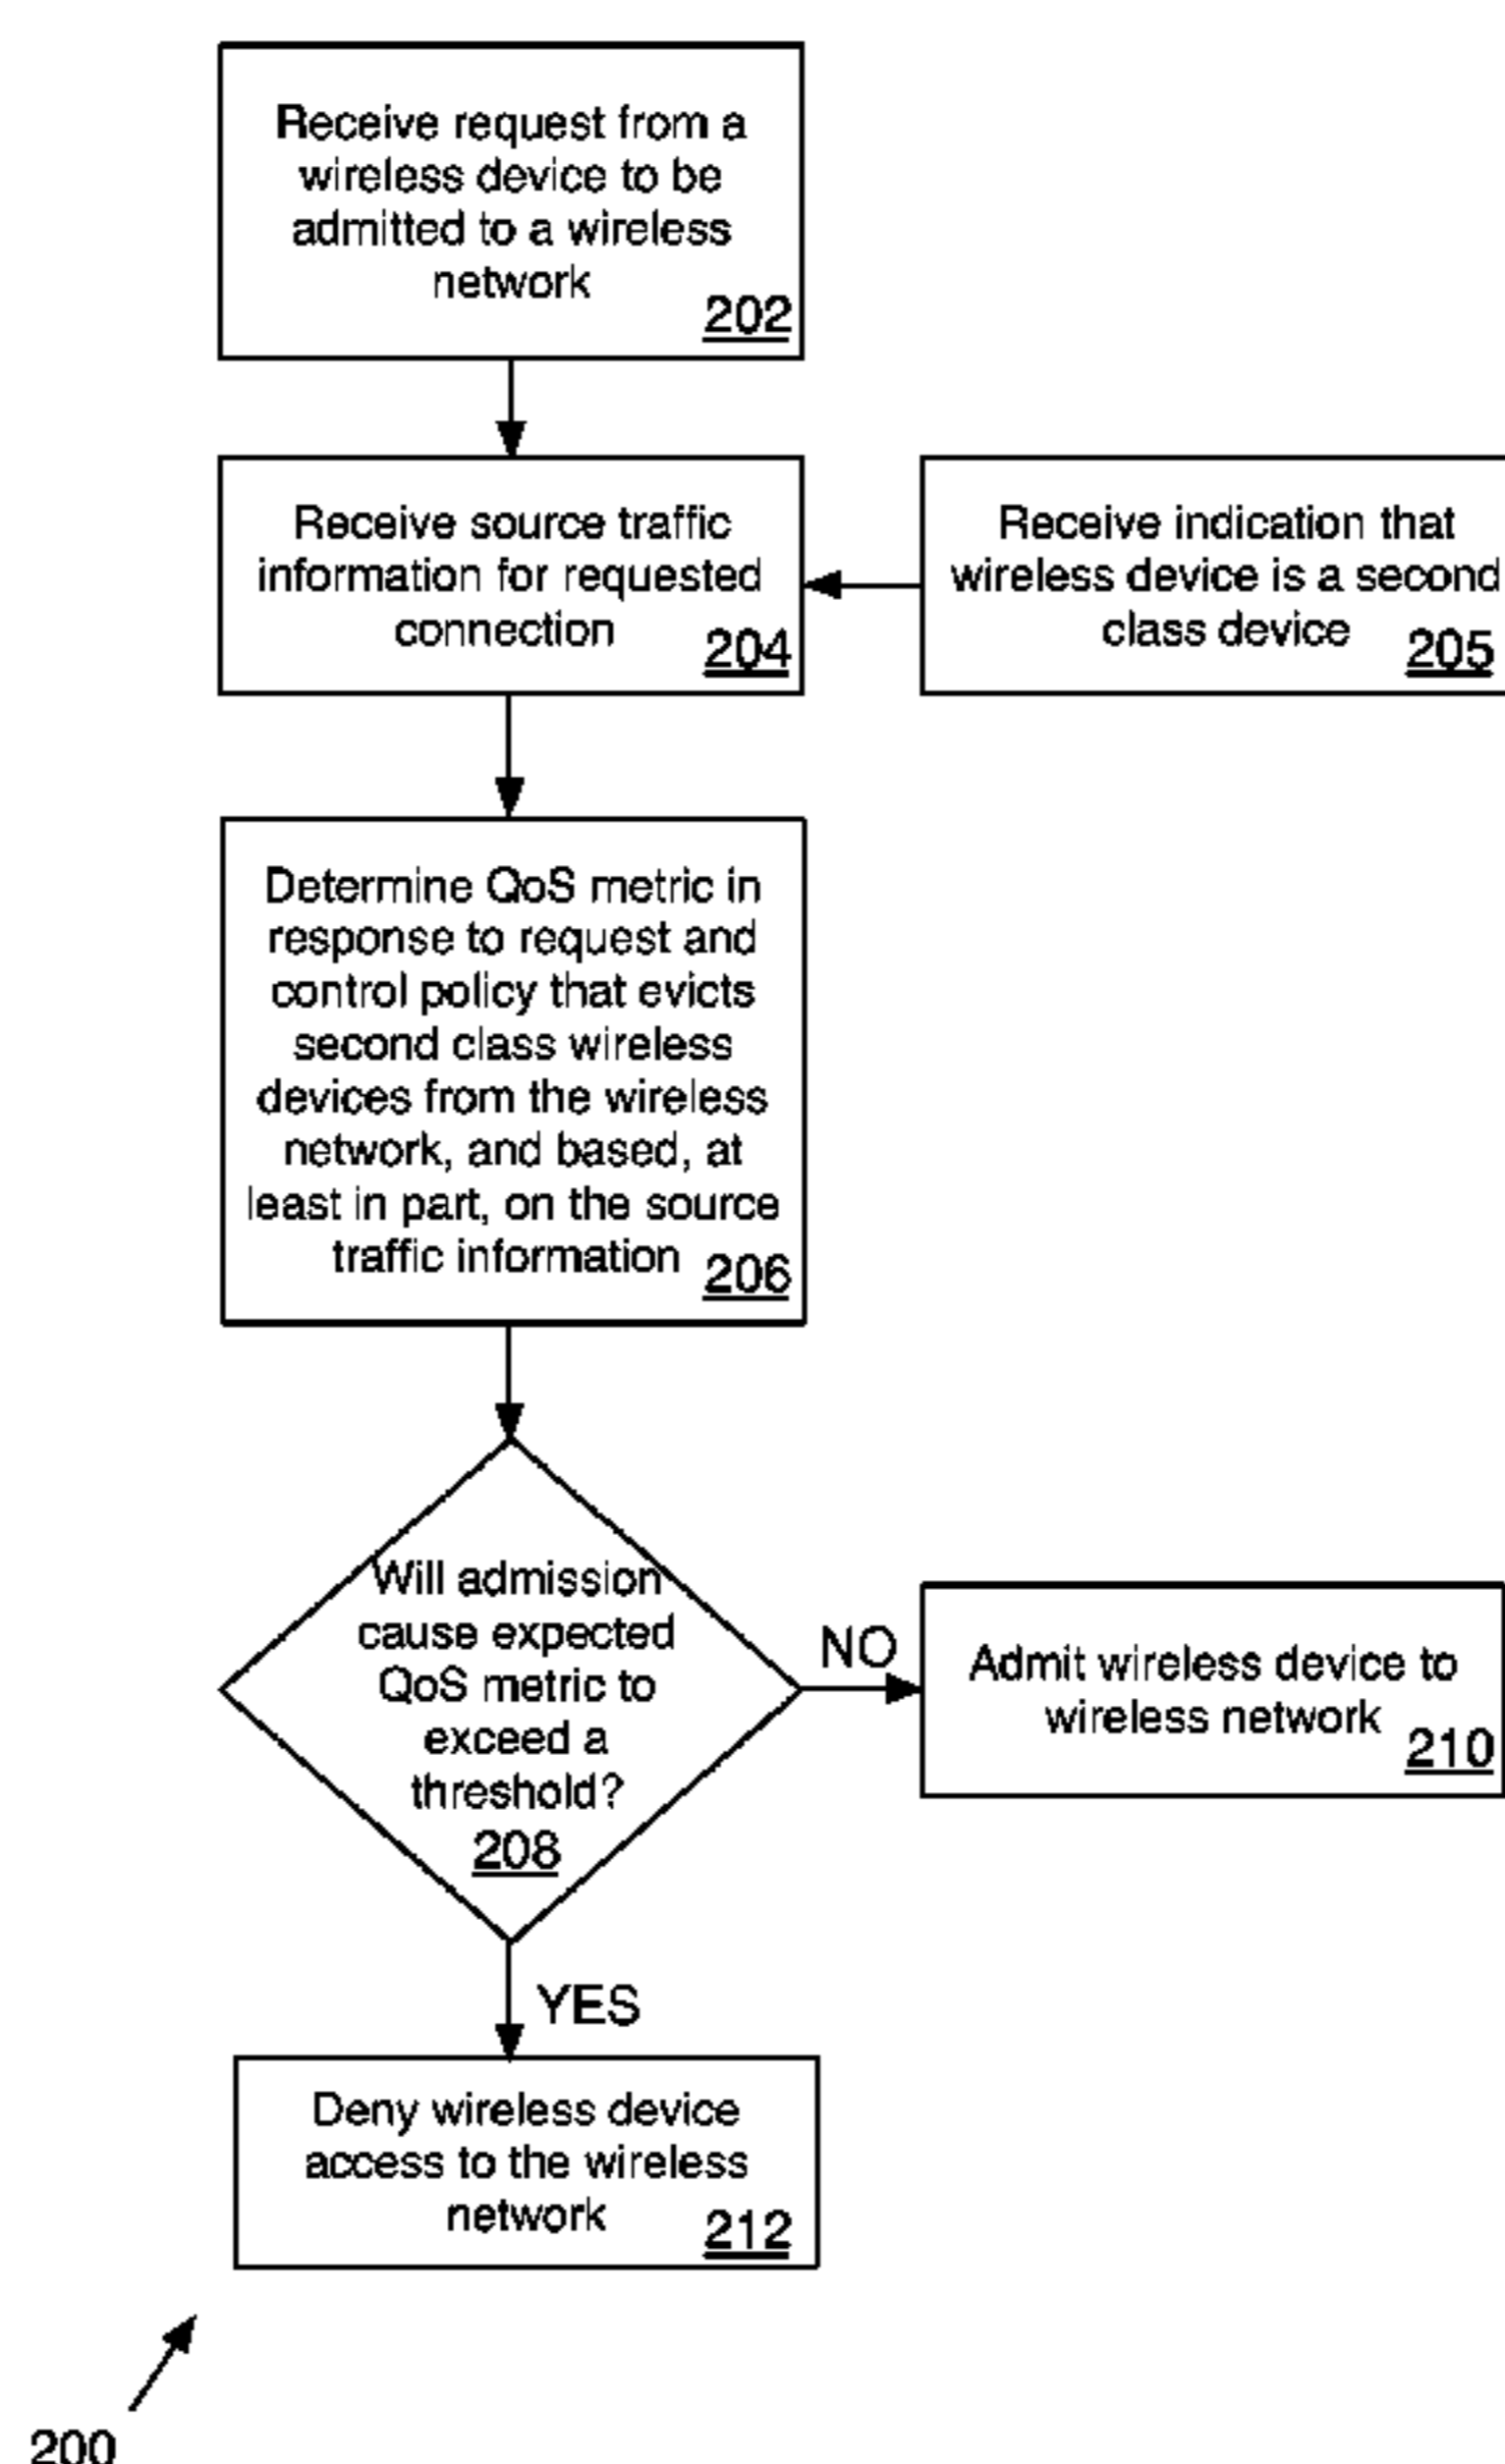 Receive request from a
wireless device to be
admitted to a wireless
network
202
Receive source traffic
information for requested
connection
204
Receive indication that
wireless device is a second
class device
205
Determine QoS metric in
response to request and
control policy that evicts
second class wireless
devices from the wireless
network, and based, at
least in part, on the source
traffic information
206
Will admission
cause expected
QoS metric to
exceed a
threshold?
208
NO
Admit wireless device to
wireless network
210
YES
Deny wireless device
access to the wireless
network
212
200